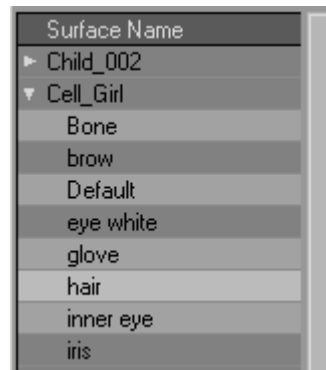 Surface Name
Child_002
Cell_Girl
Bone
brow
Default
eye white
glove
hair
inner eye
iris